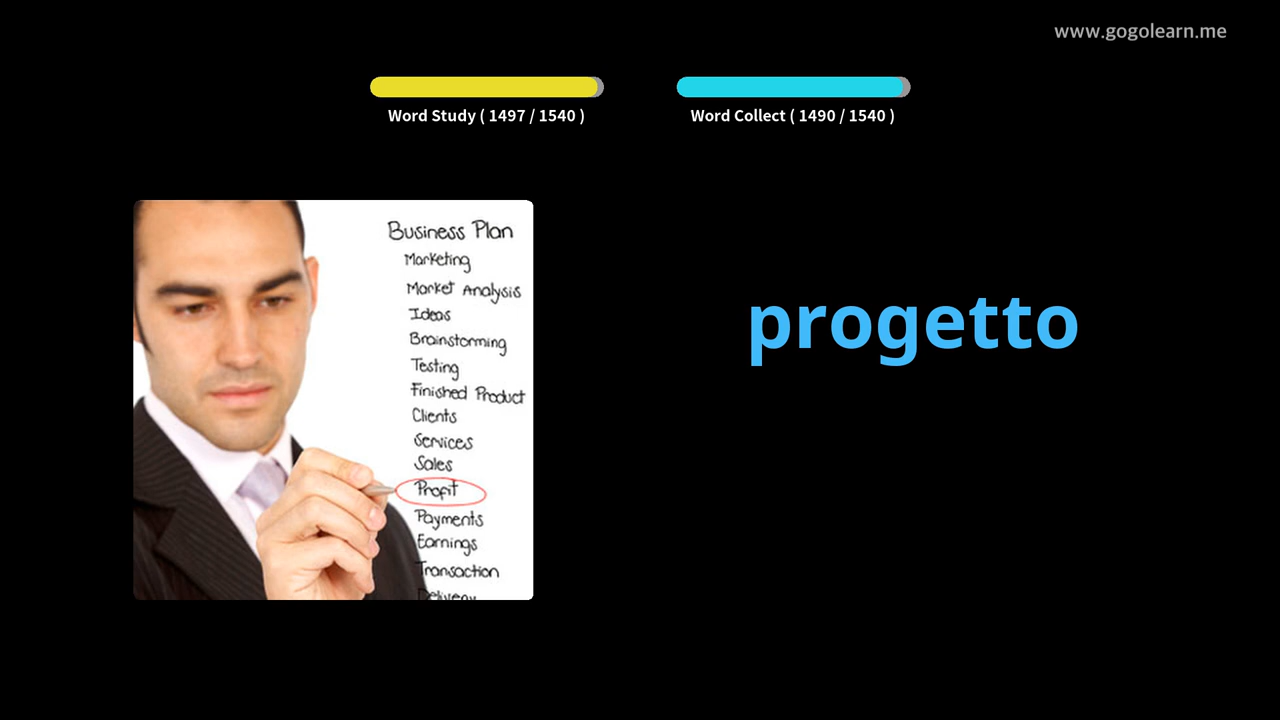 www.gogolearn.me
Word Study ( 1497 / 1540 )
Word Collect ( 1490 / 1540 )
Business Plan
Marketing
Market Analysis
Ideas
Brainstorming
Testing
Finished Product
Clients
Services
Sales
Profit
Payments
Earnings
Transaction
Delivery
progetto